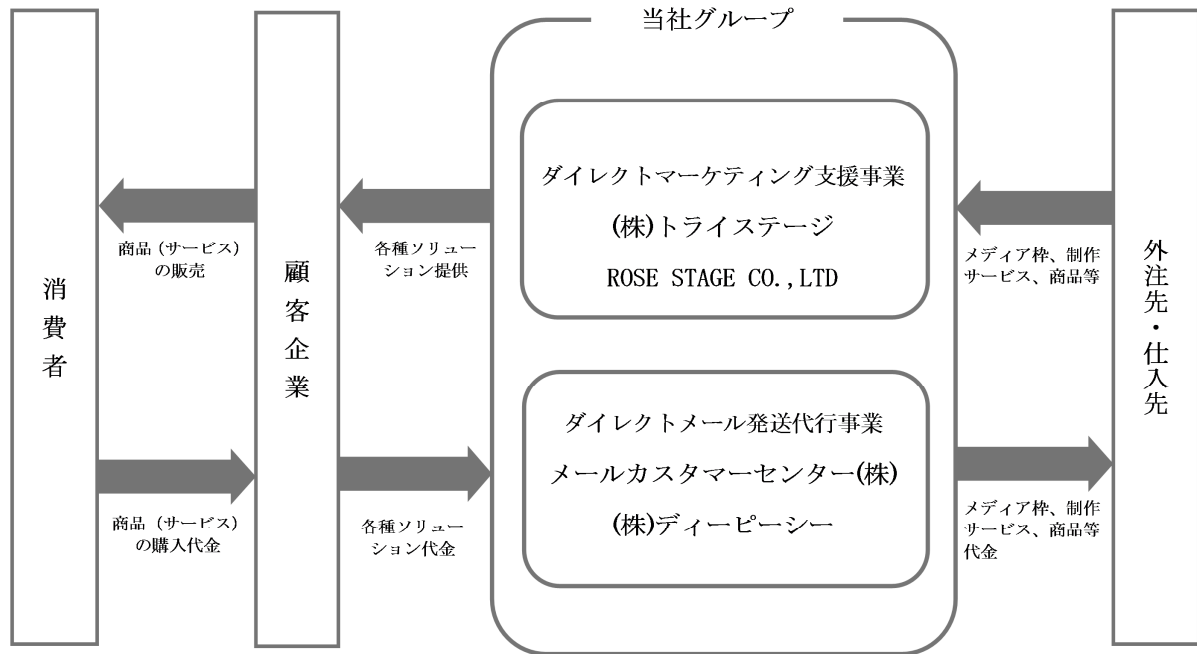 当社グループ
消費者
商品(サービス)
の販売
商品(サービス)
の購入代金
顧客企業
各種ソリュー
ション提供
各種ソリュー
ション代金
ダイレクトマーケティング支援事業
(株)トライステージ
ROSE STAGE CO.,LTD
ダイレクトメール発送代行事業
メールカスタマーセンター(株)
(株)ディーピーシー
メディア枠、制作
サービス、商品等
メディア枠、制作
サービス、商品等
代金
外注先・仕入先